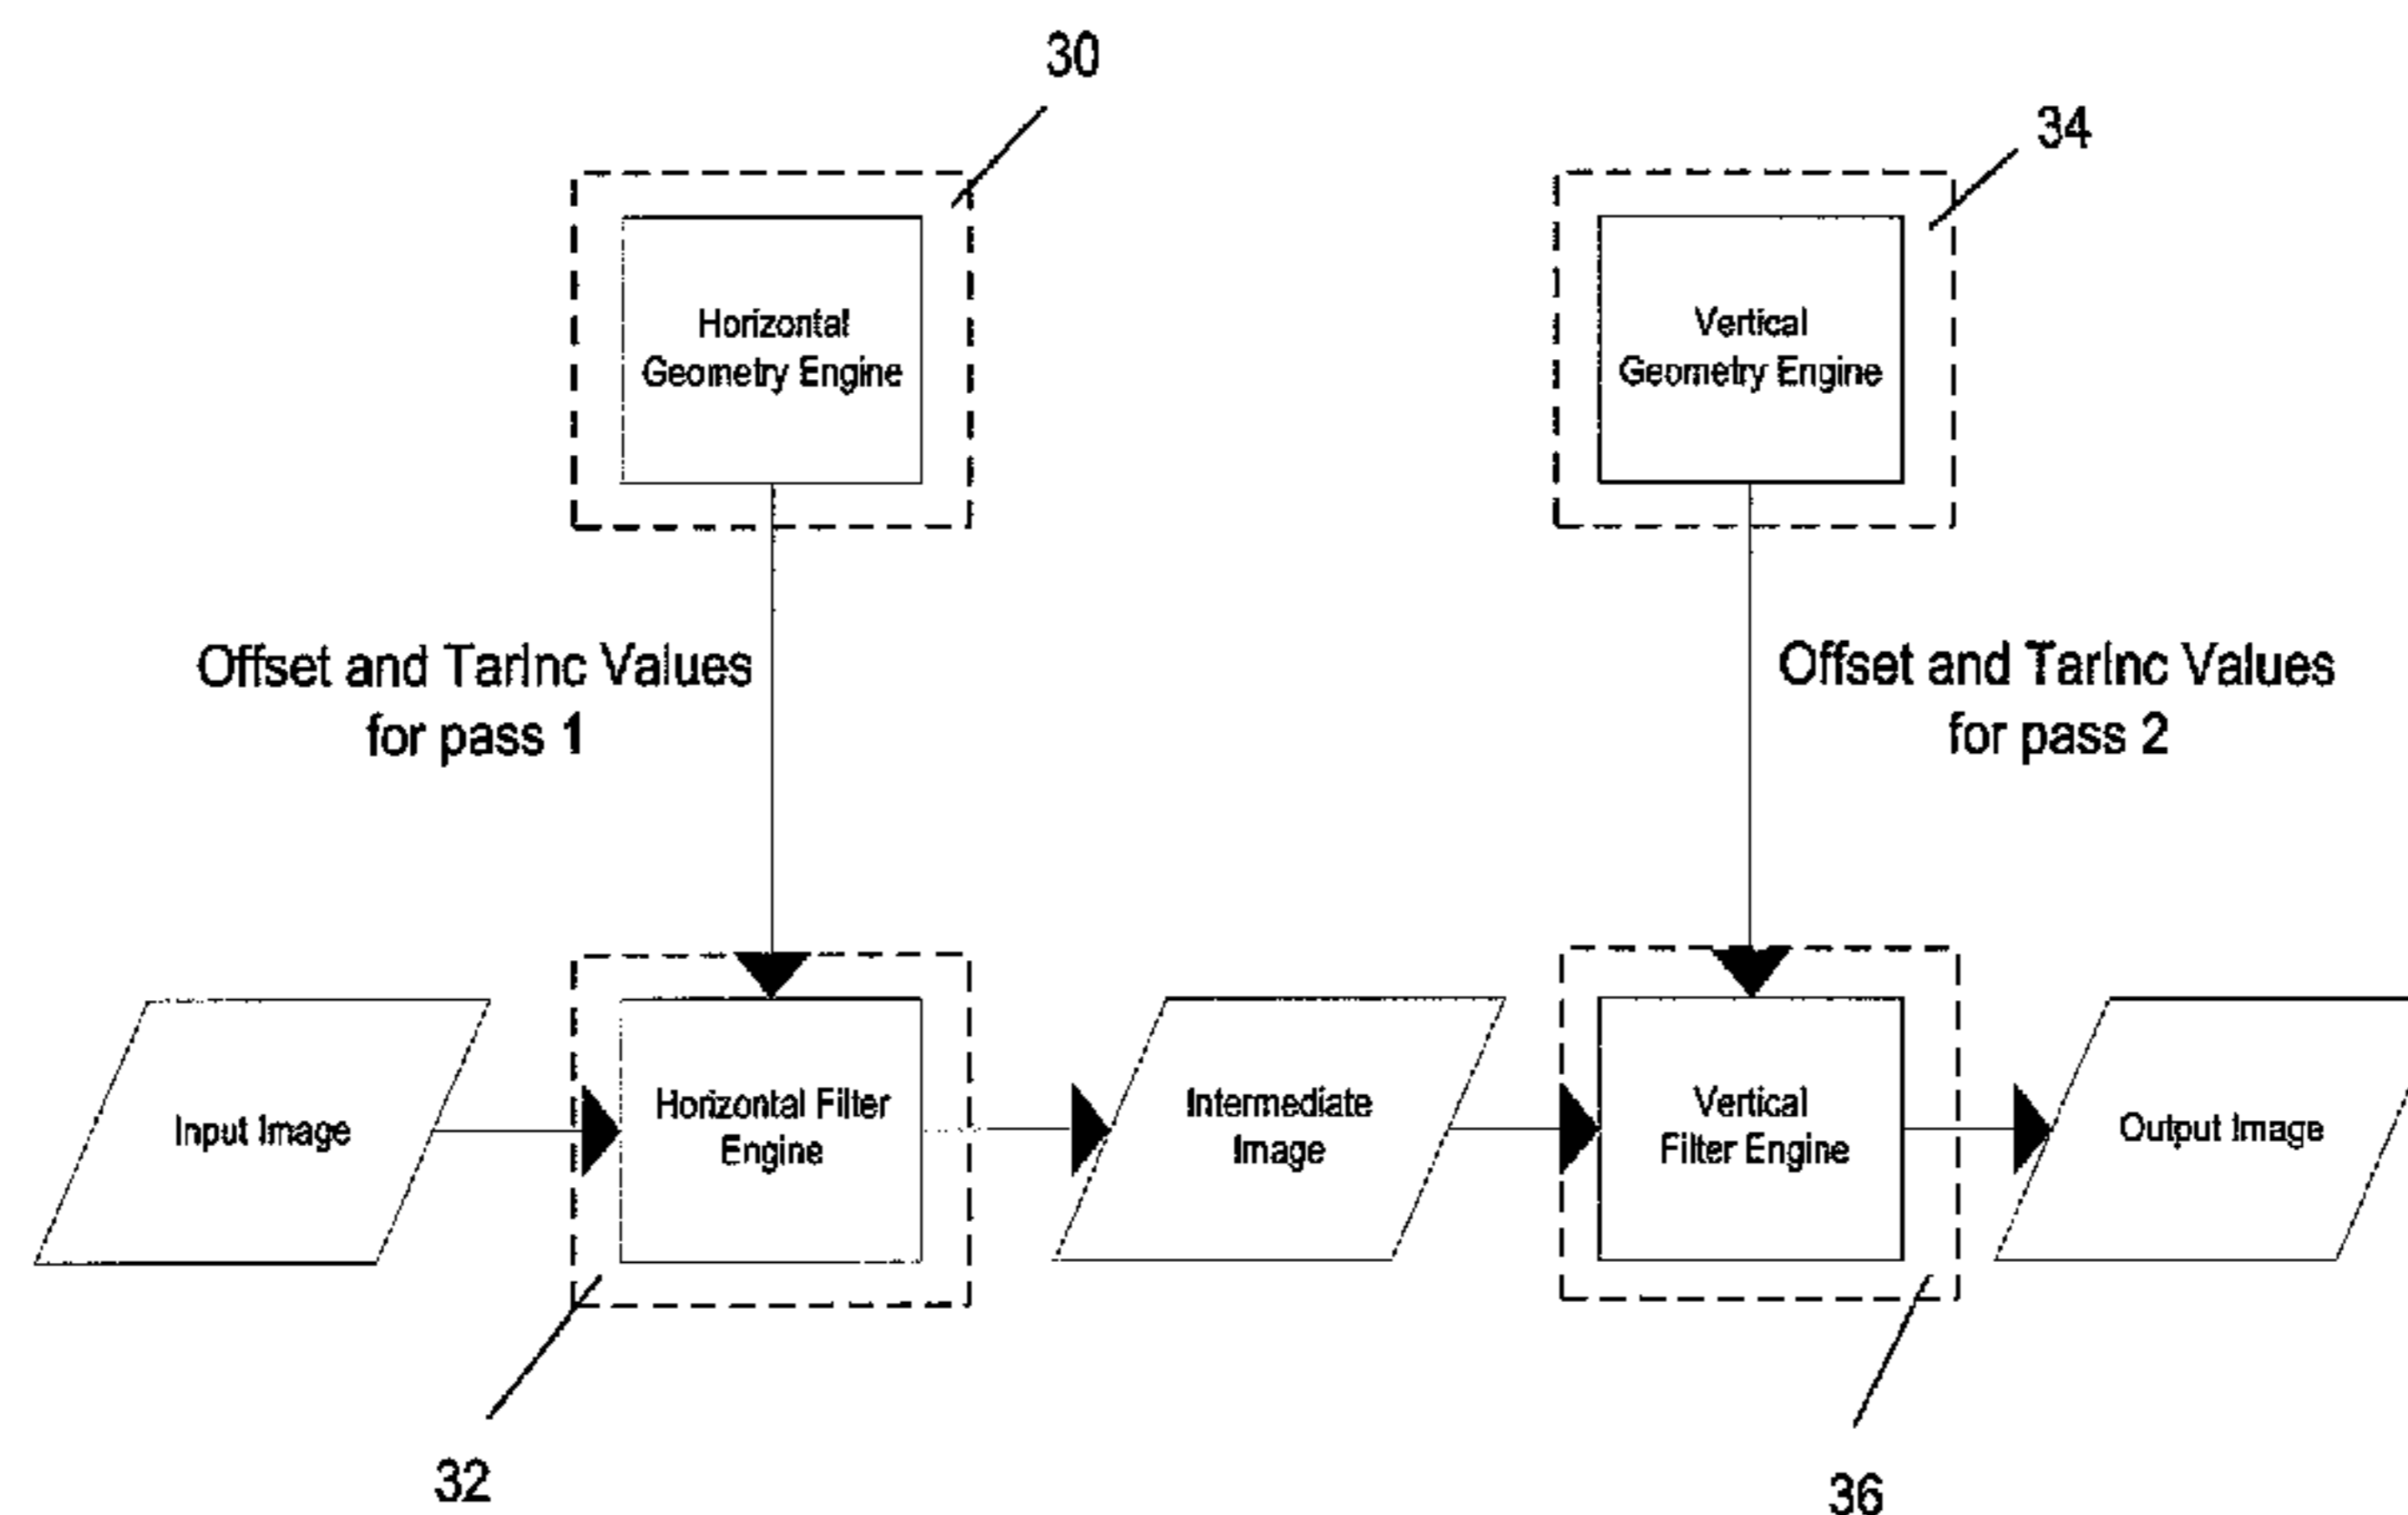 30
34
Horizontal
Geometry Engine
Vertical
Geometry Engine
Offset and TarInc Values
for pass 1
Offset and TarInc Values
for pass 2
Input Image
Horizontal Filter
Engine
Intermediate
Image
Vertical
Filter Engine
Output Image
32
36